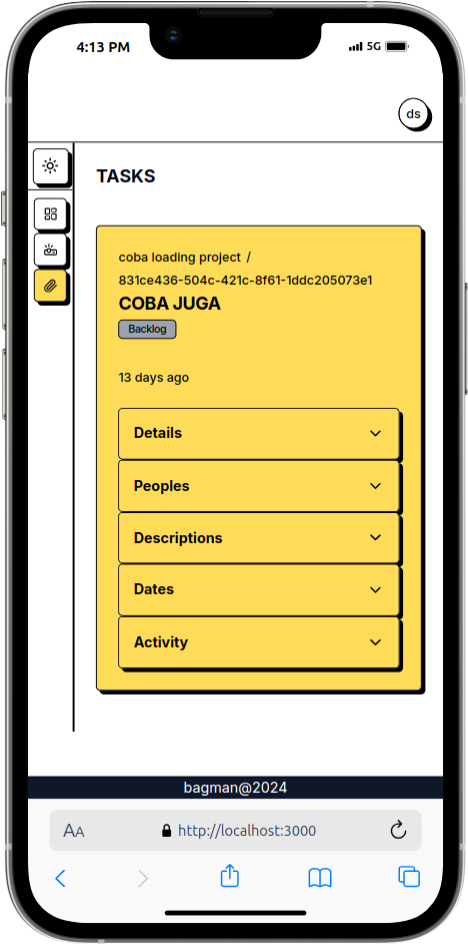 4:13 PM
5G
ds
TASKS
coba loading project /
831ce436-504c-421c-8f61-1ddc205073e1
COBA JUGA
Backlog
13 days ago
Details
Peoples
Descriptions
Dates
Activity
bagman@2024
AA http://localhost:3000